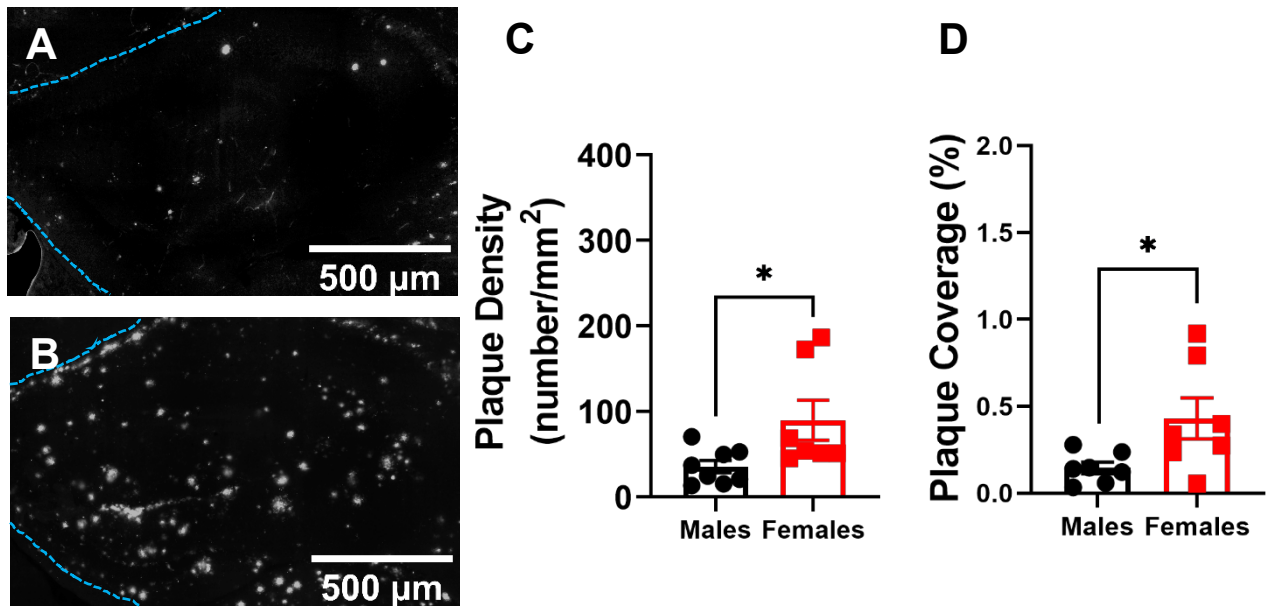 A
500 µm
B
500 µm
C
Plaque Density
(number/mm²)
400
300
200
100
0
*
Males Females
D
Plaque Coverage (%)
2.0
1.5
1.0
0.5
0.0
*
Males Females